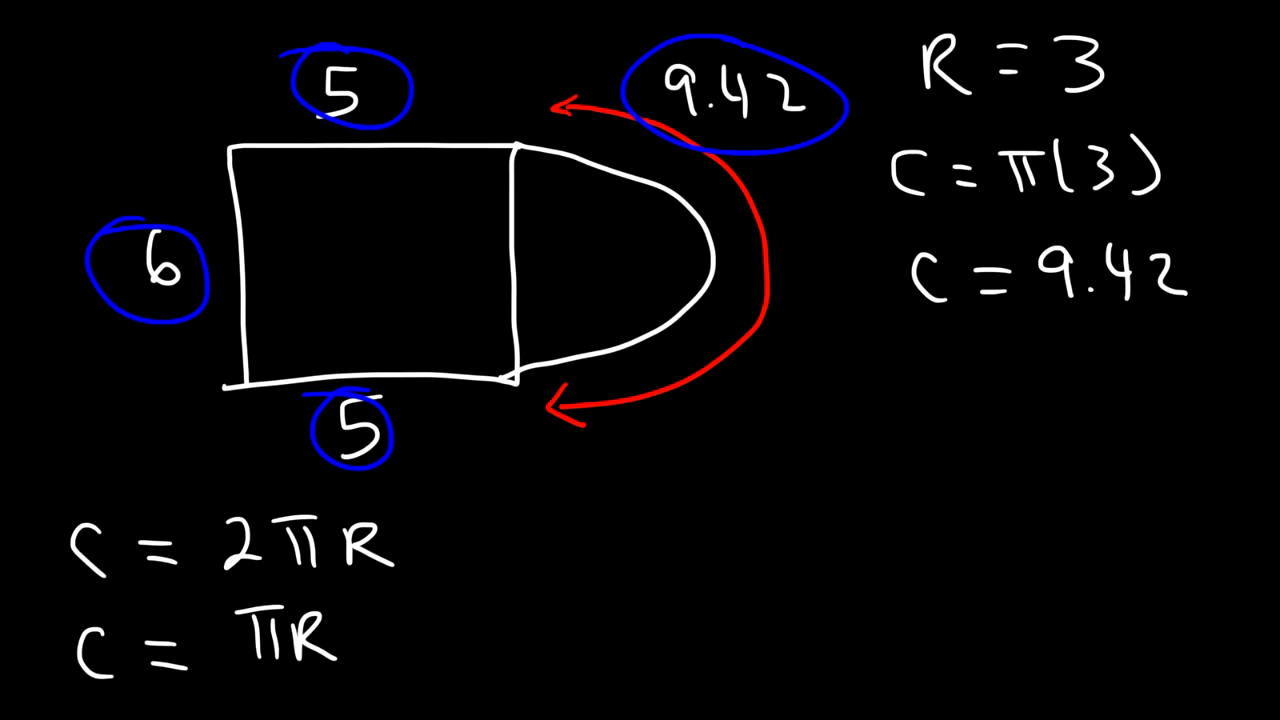 5
9.42
R = 3
C = π(3)
6
C = 9.42
5
C = 2πR
C = πR